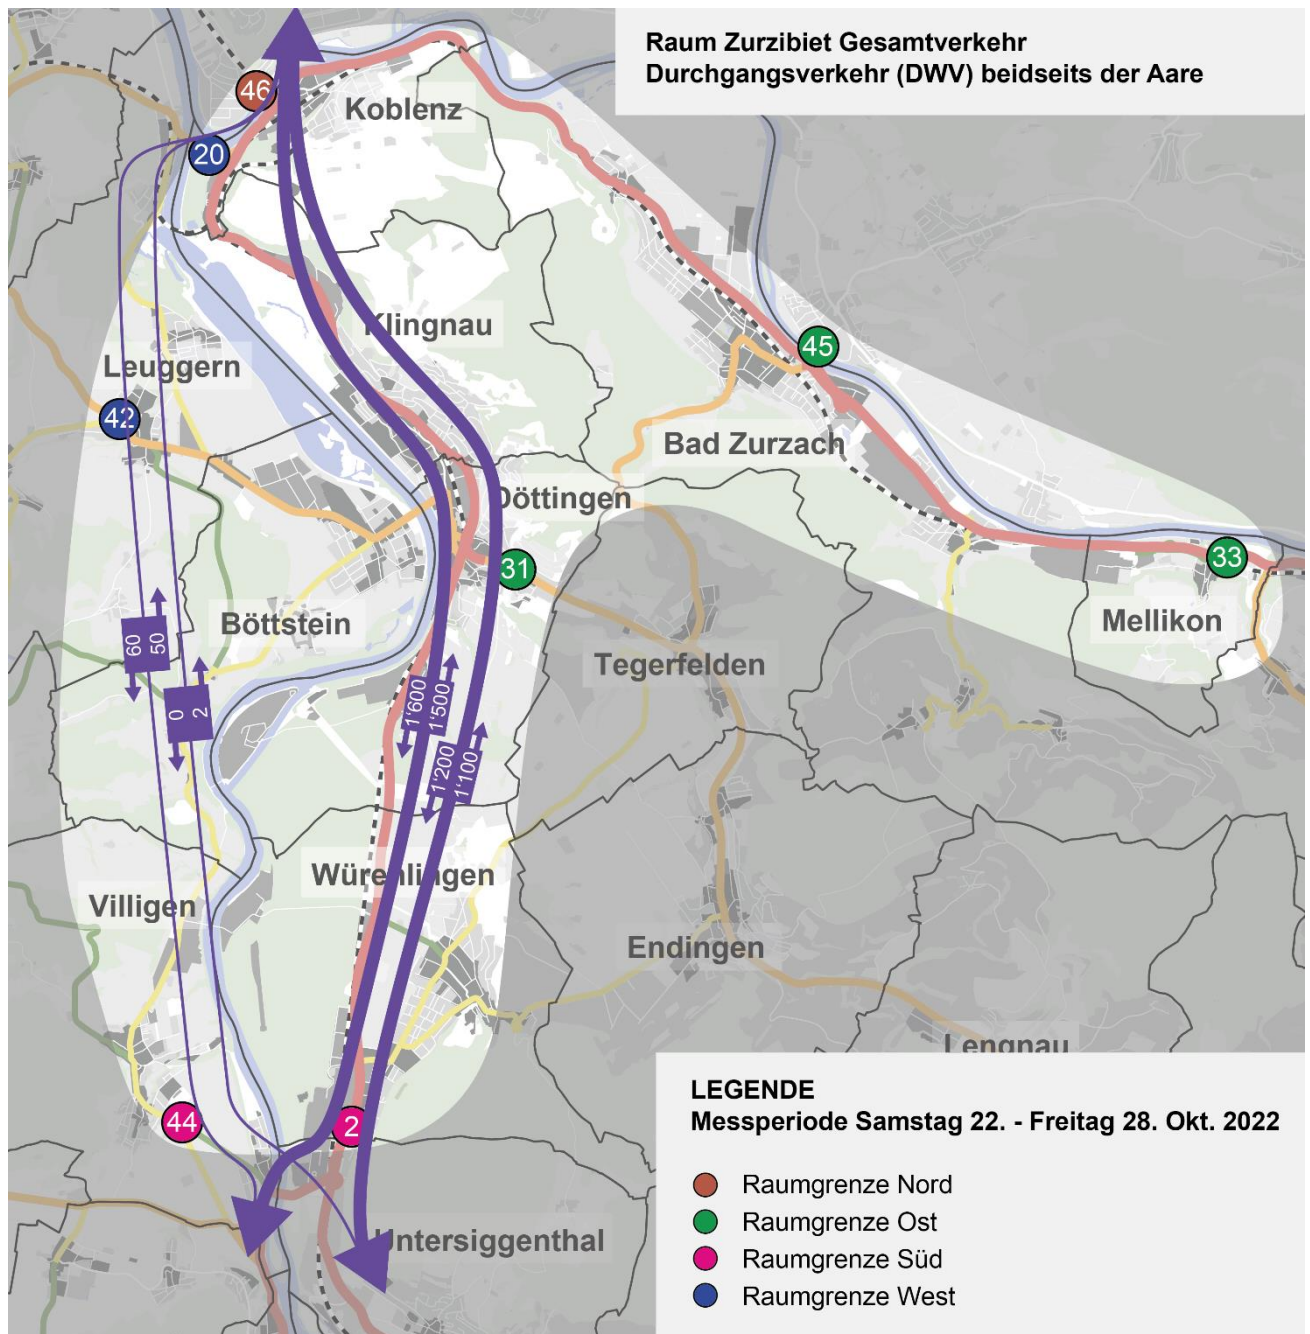 Raum Zurzibiet Gesamtverkehr
Durchgangsverkehr (DWV) beidseits der Aare
46
Koblenz
20
Klingnau
45
Leuggern
42
Bad Zurzach
Döttingen
33
31
Böttstein
Mellikon
60
50
Tegerfelden
0
2
1'600
1'500
1'200
1'100
Würenlingen
Villigen
Endingen
Lengnau
44
2
Untersiggenthal
LEGENDE
Messperiode Samstag 22. - Freitag 28. Okt. 2022
Raumgrenze Nord
Raumgrenze Ost
Raumgrenze Süd
Raumgrenze West